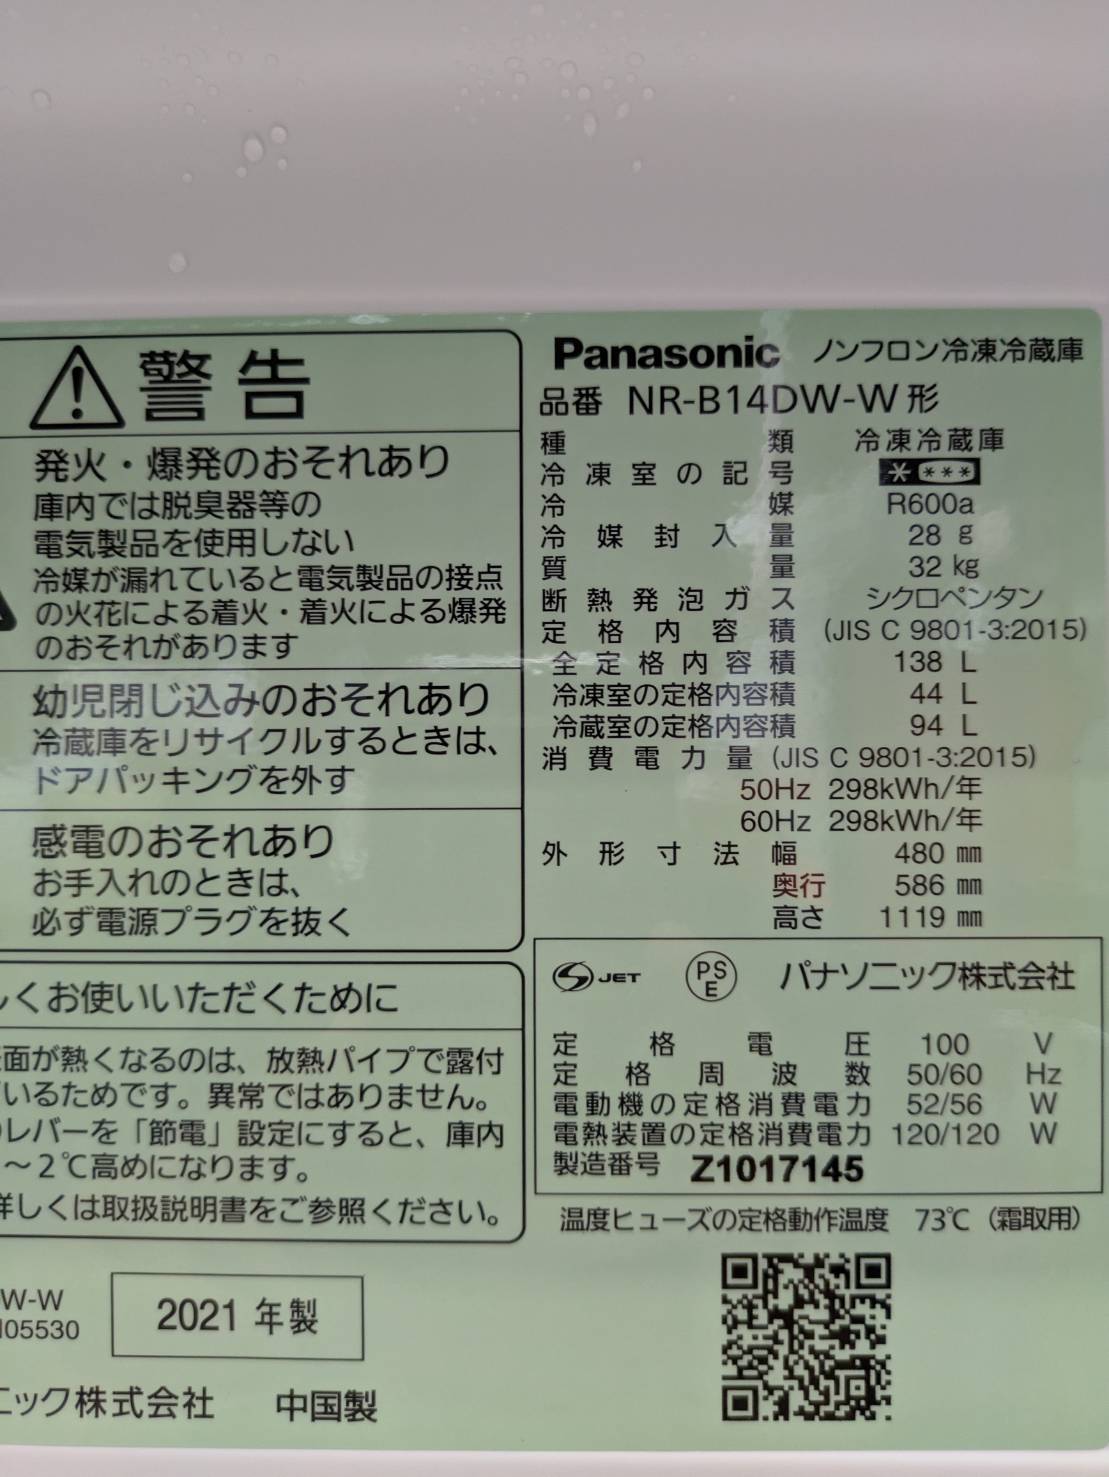 警告
発火・爆発のおそれあり
庫内では脱臭器等の
電気製品を使用しない
冷媒が漏れていると電気製品の接点
の火花による着火・着火による爆発
のおそれがあります
幼児閉じ込みのおそれあり
冷蔵庫をリサイクルするときは、
ドアパッキングを外す
感電のおそれあり
お手入れのときは、
必ず電源プラグを抜く
くお使いいただくために
面が熱くなるのは、放熱パイプで露付
いるためです。異常ではありません。
レバーを「節電」設定にすると、庫内
～2℃高めになります。
詳しくは取扱説明書をご参照ください。
W-W
05530
2021 年製
ニック株式会社 中国製
Panasonic ノンフロン冷凍冷蔵庫
品番 NR-B14DW-W 形
種類 冷凍冷蔵庫
冷凍室の記号 * ***
冷媒 R600a
冷媒封入量 28 g
質量 32 kg
断熱発泡ガス シクロペンタン
定格内容積 (JIS C 9801-3:2015)
全定格内容積 138 L
冷凍室の定格内容積 44 L
冷蔵室の定格内容積 94 L
消費電力量 (JIS C 9801-3:2015)
50Hz 298kWh/年
60Hz 298kWh/年
外形寸法 幅 480 mm
奥行 586 mm
高さ 1119 mm
S JET PSE パナソニック株式会社
定格電圧 100 V
定格周波数 50/60 Hz
電動機の定格消費電力 52/56 W
電熱装置の定格消費電力 120/120 W
製造番号 Z1017145
温度ヒューズの定格動作温度 73℃（霜取用）